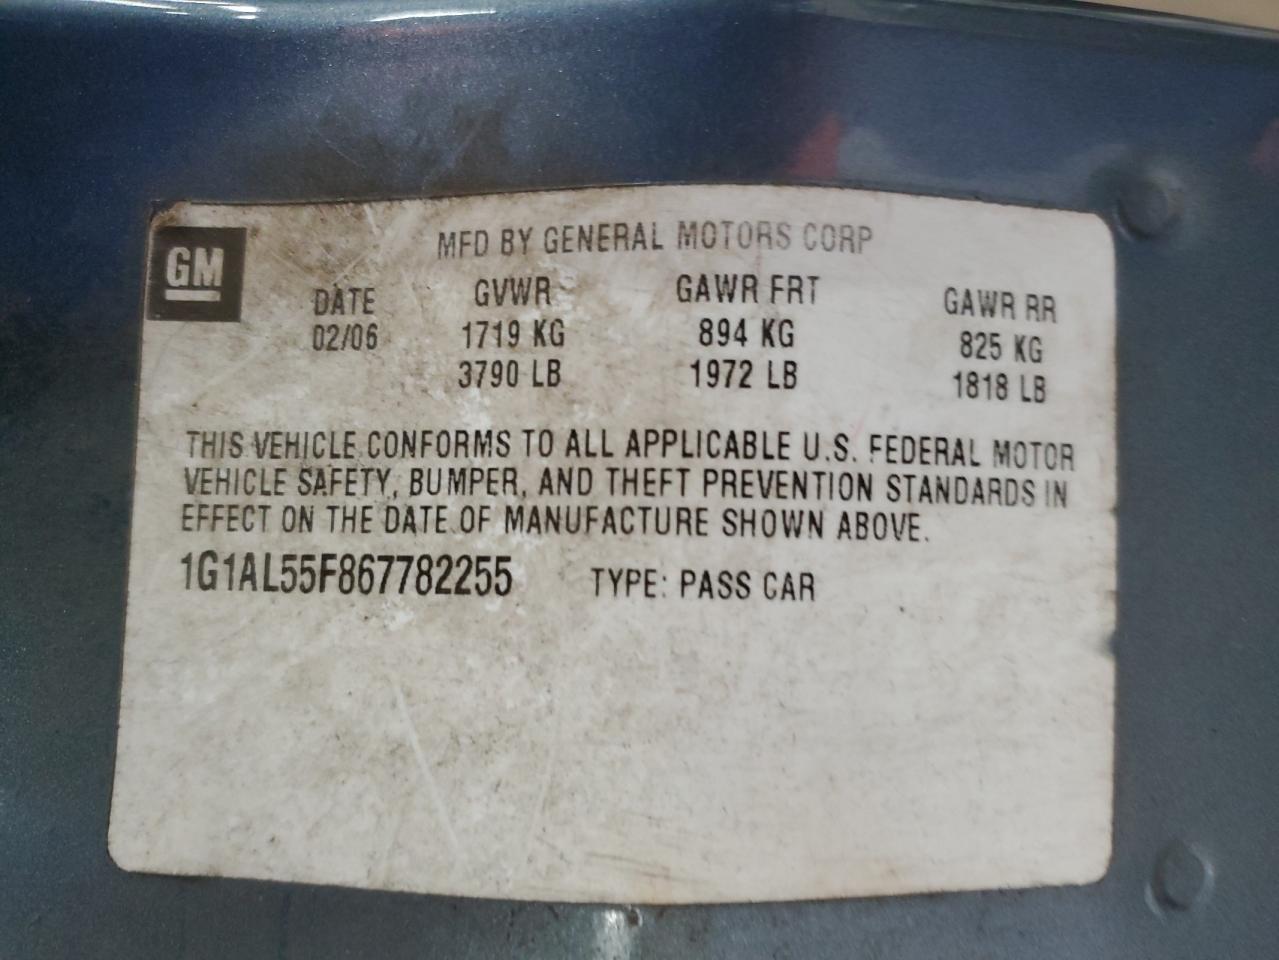 GM
MFD BY GENERAL MOTORS CORP
DATE GVWR GAWR FRT GAWR RR
02/06 1719 KG 894 KG 825 KG
3790 LB 1972 LB 1818 LB
THIS VEHICLE CONFORMS TO ALL APPLICABLE U.S. FEDERAL MOTOR
VEHICLE SAFETY, BUMPER, AND THEFT PREVENTION STANDARDS IN
EFFECT ON THE DATE OF MANUFACTURE SHOWN ABOVE.
1G1AL55F867782255 TYPE: PASS CAR